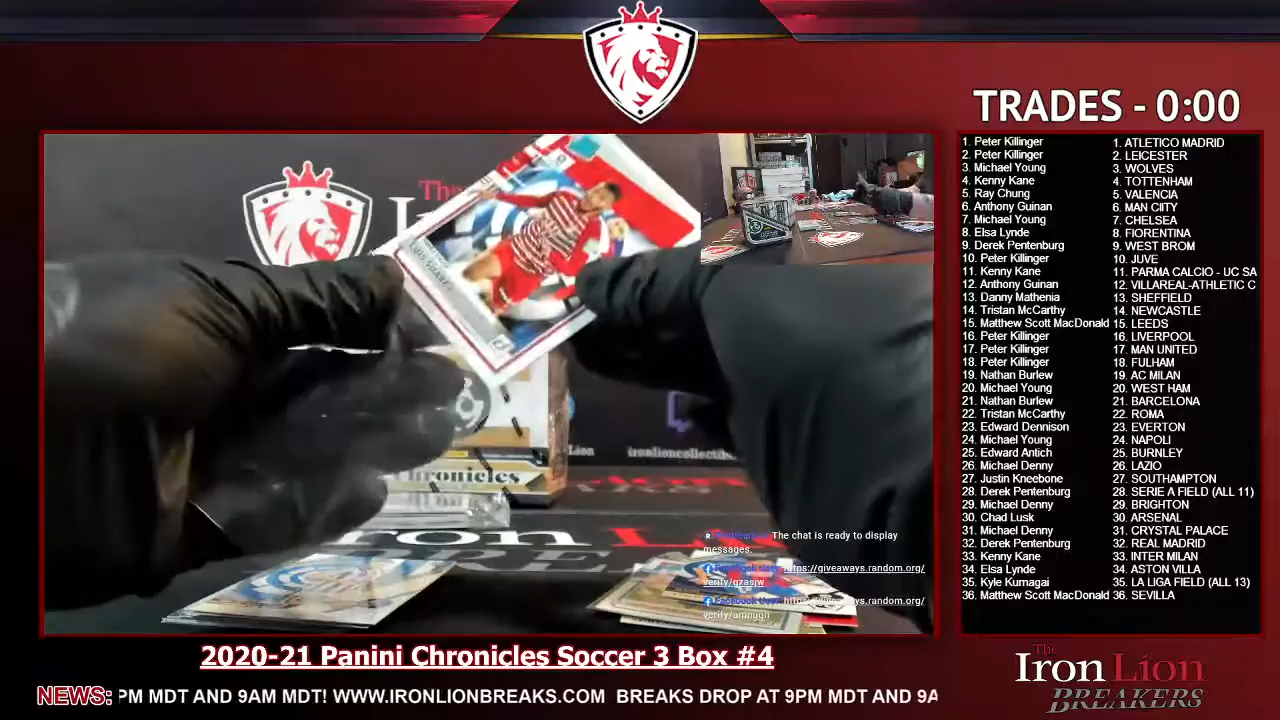 TRADES - 0:00
1. Peter Killinger 1. ATLETICO MADRID
2. Peter Killinger 2. LEICESTER
3. Michael Young 3. WOLVES
4. Kenny Kane 4. TOTTENHAM
5. Ray Chung 5. VALENCIA
6. Anthony Guinan 6. MAN CITY
7. Michael Young 7. CHELSEA
8. Elsa Lynde 8. FIORENTINA
9. Derek Pentenburg 9. WEST BROM
10. Peter Killinger 10. JUVE
11. Kenny Kane 11. PARMA CALCIO - UC SA
12. Anthony Guinan 12. VILLAREAL-ATHLETIC C
13. Danny Mathenia 13. SHEFFIELD
14. Tristan McCarthy 14. NEWCASTLE
15. Matthew Scott MacDonald 15. LEEDS
16. Peter Killinger 16. LIVERPOOL
17. Peter Killinger 17. MAN UNITED
18. Peter Killinger 18. FULHAM
19. Nathan Burlew 19. AC MILAN
20. Michael Young 20. WEST HAM
21. Nathan Burlew 21. BARCELONA
22. Tristan McCarthy 22. ROMA
23. Edward Dennison 23. EVERTON
24. Michael Young 24. NAPOLI
25. Edward Antich 25. BURNLEY
26. Michael Denny 26. LAZIO
27. Justin Kneebone 27. SOUTHAMPTON
28. Derek Pentenburg 28. SERIE A FIELD (ALL 11)
29. Michael Denny 29. BRIGHTON
30. Chad Lusk 30. ARSENAL
31. Michael Denny 31. CRYSTAL PALACE
32. Derek Pentenburg 32. REAL MADRID
33. Kenny Kane 33. INTER MILAN
34. Elsa Lynde 34. ASTON VILLA
35. Kyle Kumagai 35. LA LIGA FIELD (ALL 13)
36. Matthew Scott MacDonald 36. SEVILLA
The
Lion
ironlioncollect
hronicles
The chat is ready to display
messages.
https://giveaways.random.org/
verify/qzasjw
2020-21 Panini Chronicles Soccer 3 Box #4
The
Iron Lion
BREAKERS
NEWS: PM MDT AND 9AM MDT! WWW.IRONLIONBREAKS.COM BREAKS DROP AT 9PM MDT AND 9A